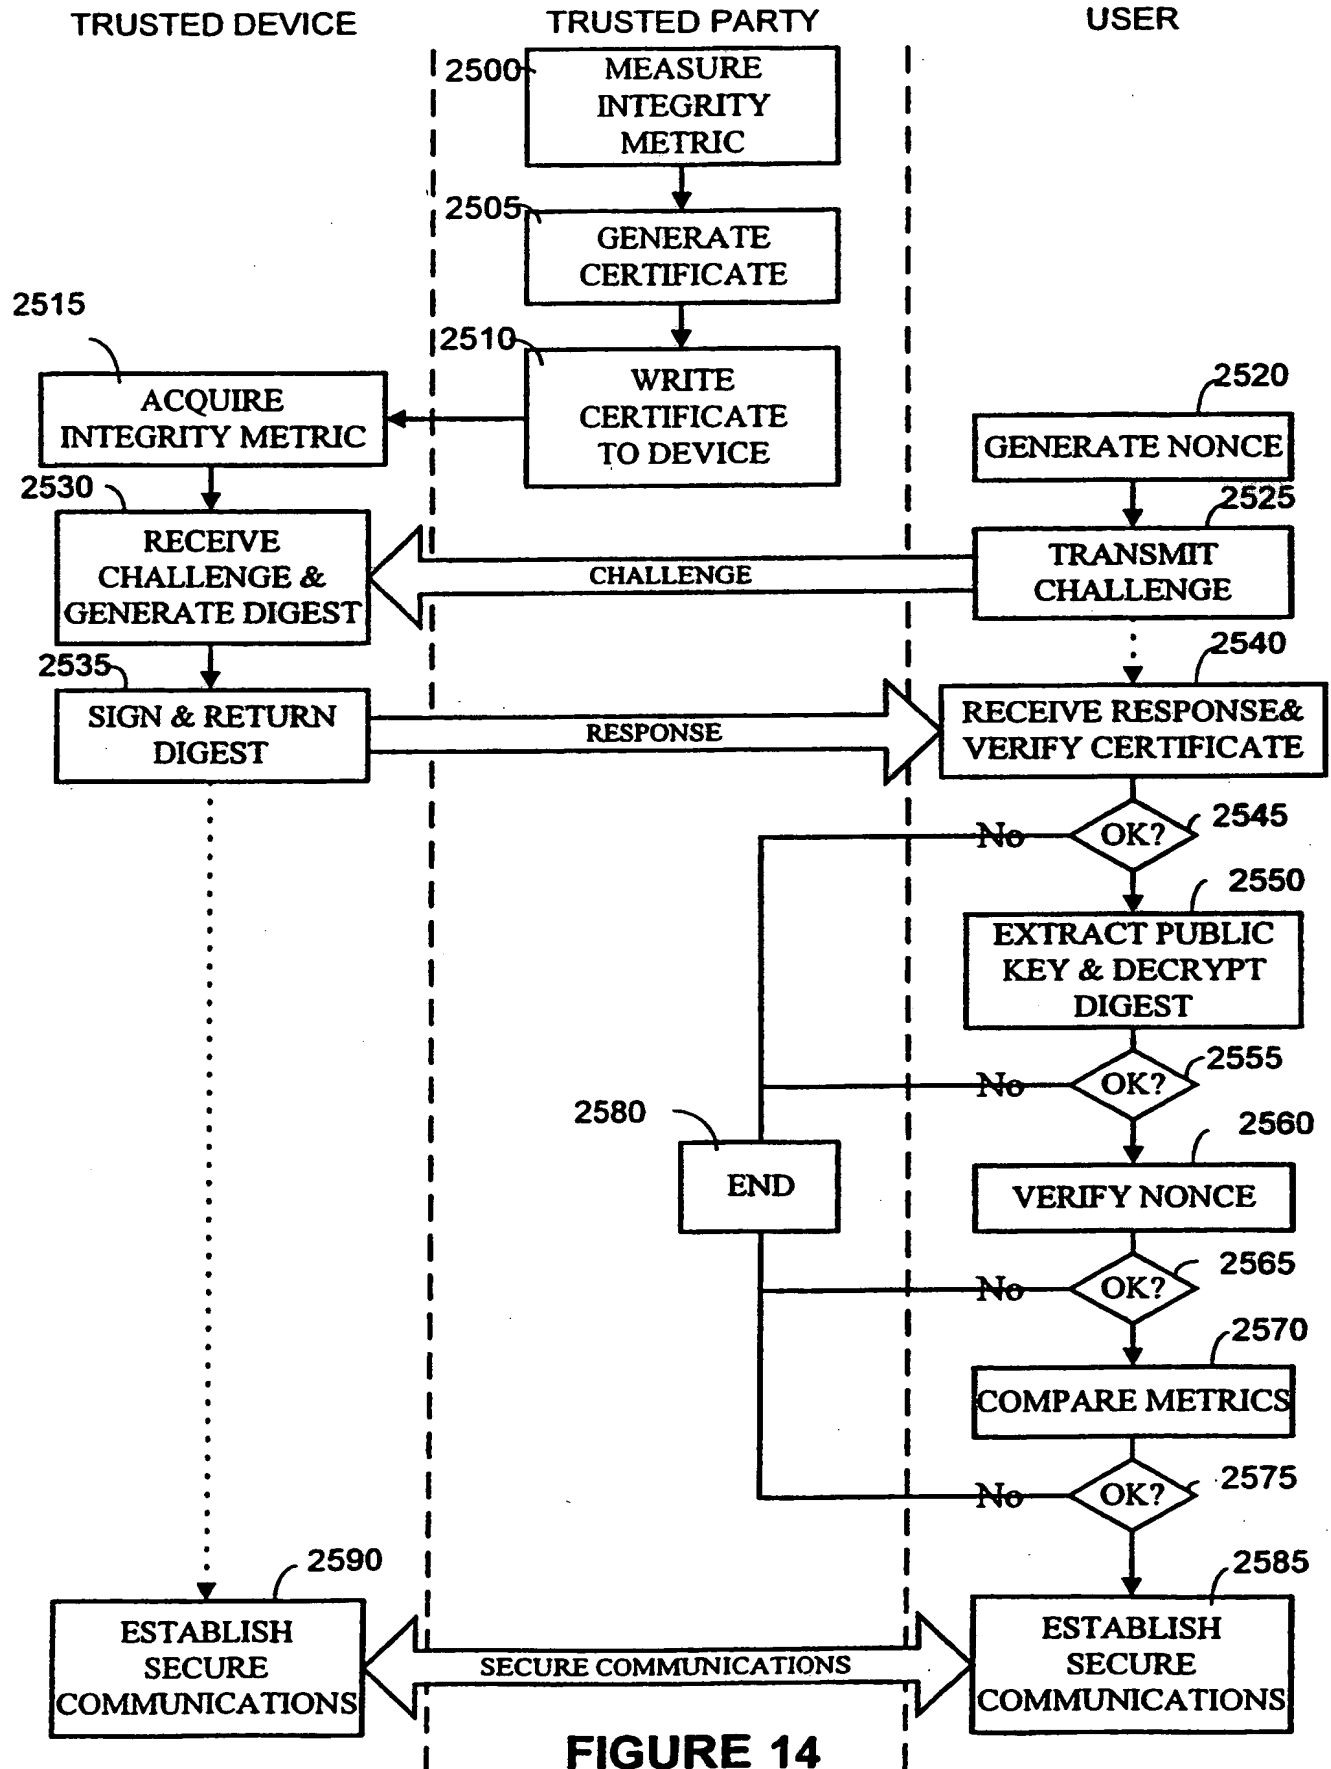 TRUSTED DEVICE
TRUSTED PARTY
USER
2500
MEASURE
INTEGRITY
METRIC
2505
GENERATE
CERTIFICATE
2515
2510
WRITE
CERTIFICATE
TO DEVICE
ACQUIRE
INTEGRITY METRIC
2520
GENERATE NONCE
2530
2525
RECEIVE
CHALLENGE &
GENERATE DIGEST
CHALLENGE
TRANSMIT
CHALLENGE
2535
2540
SIGN & RETURN
DIGEST
RESPONSE
RECEIVE RESPONSE&
VERIFY CERTIFICATE
No
OK?
2545
2550
EXTRACT PUBLIC
KEY & DECRYPT
DIGEST
No
OK?
2555
2580
END
2560
VERIFY NONCE
No
OK?
2565
2570
COMPARE METRICS
No
OK?
2575
2590
2585
ESTABLISH
SECURE
COMMUNICATIONS
SECURE COMMUNICATIONS
ESTABLISH
SECURE
COMMUNICATIONS
FIGURE 14